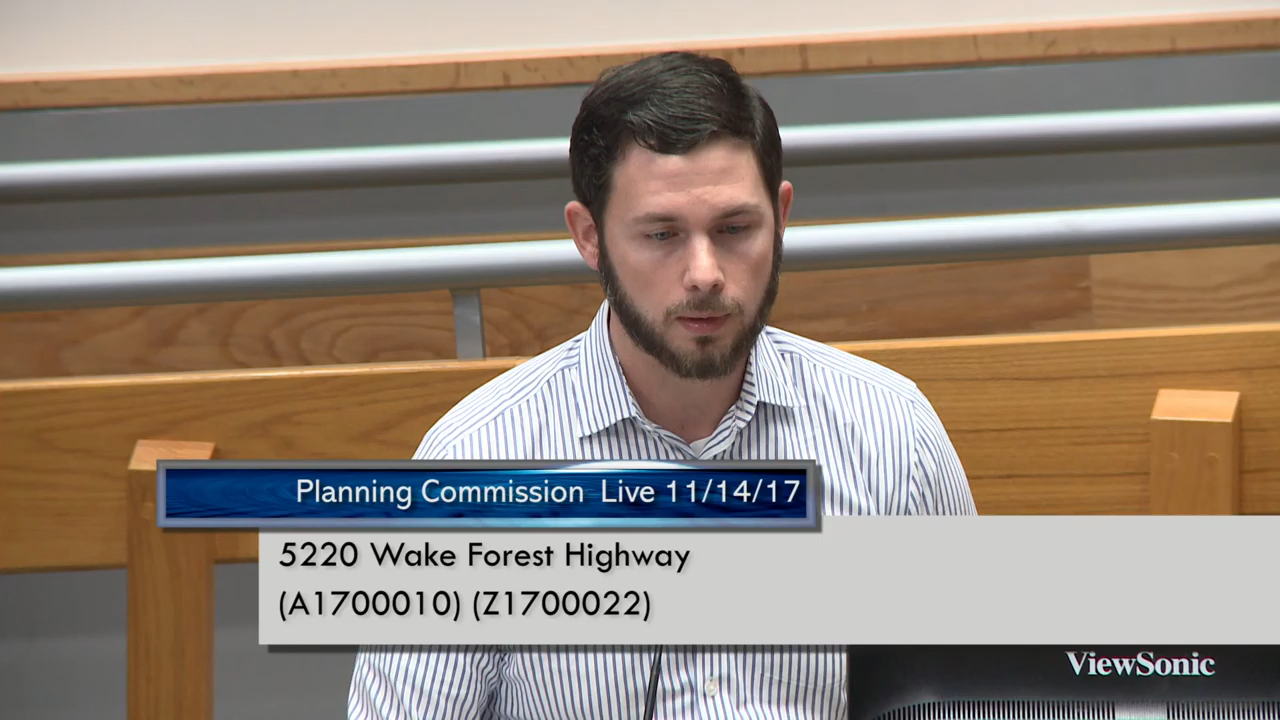 Planning Commission Live 11/14/17
5220 Wake Forest Highway
(A1700010) (Z1700022)
ViewSonic